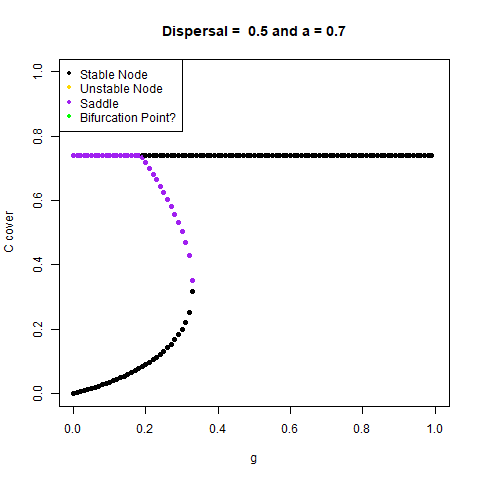 Dispersal =  0.5 and a = 0.7
Stable Node
Unstable Node
Saddle
Bifurcation Point?
C cover
1.0
0.8
0.6
0.4
0.2
0.0
0.0 0.2 0.4 0.6 0.8 1.0
g